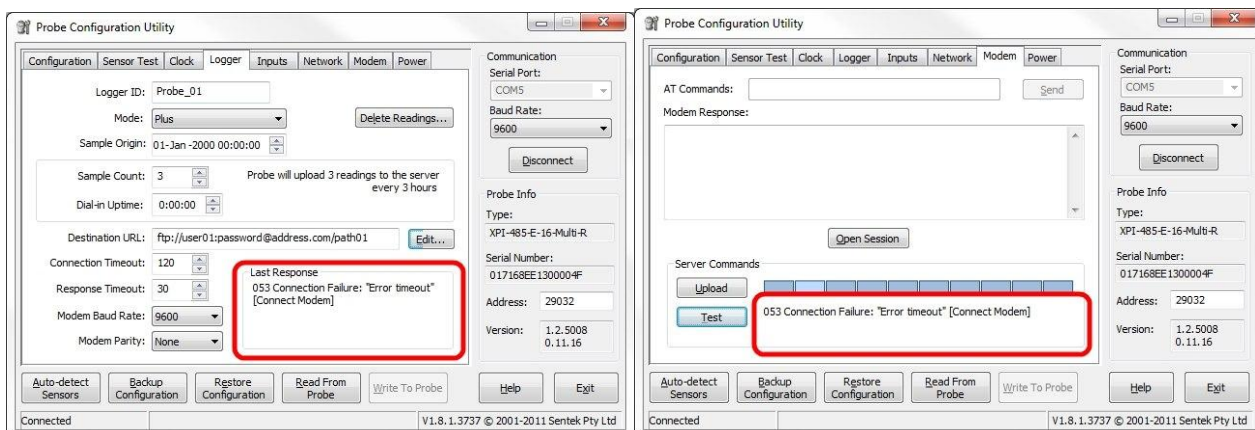 Probe Configuration Utility
Configuration Sensor Test Clock Logger Inputs Network Modem Power
Logger ID: Probe_01
Mode: Plus Delete Readings...
Sample Origin: 01-Jan -2000 00:00:00
Sample Count: 3 Probe will upload 3 readings to the server
every 3 hours
Dial-in Uptime: 0:00:00
Destination URL: ftp://user01:password@address.com/path01 Edit...
Connection Timeout: 120
Response Timeout: 30
Modem Baud Rate: 9600
Modem Parity: None
Last Response
053 Connection Failure: "Error timeout"
[Connect Modem]
Communication
Serial Port:
COM5
Baud Rate:
9600
Disconnect
Probe Info
Type:
XPI-485-E-16-Multi-R
Serial Number:
017168EE1300004F
Address: 29032
Version: 1.2.5008
0.11.16
Auto-detect
Sensors
Backup
Configuration
Restore
Configuration
Read From
Probe
Write To Probe
Help
Exit
Connected
V1.8.1.3737 © 2001-2011 Sentek Pty Ltd
Probe Configuration Utility
Configuration Sensor Test Clock Logger Inputs Network Modem Power
AT Commands: Send
Modem Response:
Open Session
Server Commands
Upload
Test
053 Connection Failure: "Error timeout" [Connect Modem]
Communication
Serial Port:
COM5
Baud Rate:
9600
Disconnect
Probe Info
Type:
XPI-485-E-16-Multi-R
Serial Number:
017168EE1300004F
Address: 29032
Version: 1.2.5008
0.11.16
Auto-detect
Sensors
Backup
Configuration
Restore
Configuration
Read From
Probe
Write To Probe
Help
Exit
Connected
V1.8.1.3737 © 2001-2011 Sentek Pty Ltd